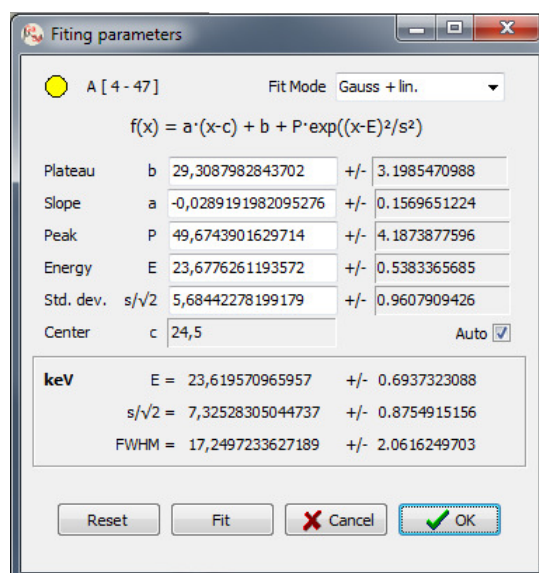 Fiting parameters
A [ 4 - 47 ] Fit Mode Gauss + lin.
f(x) = a·(x-c) + b + P·exp((x-E)²/s²)
Plateau b 29,3087982843702 +/- 3.1985470988
Slope a -0,0289191982095276 +/- 0.1569651224
Peak P 49,6743901629714 +/- 4.1873877596
Energy E 23,6776261193572 +/- 0.5383365685
Std. dev. s/√2 5,68442278199179 +/- 0.9607909426
Center c 24,5 Auto
keV E = 23,619570965957 +/- 0.6937323088
s/√2 = 7,32528305044737 +/- 0.8754915156
FWHM = 17,2497233627189 +/- 2.0616249703
Reset Fit Cancel OK